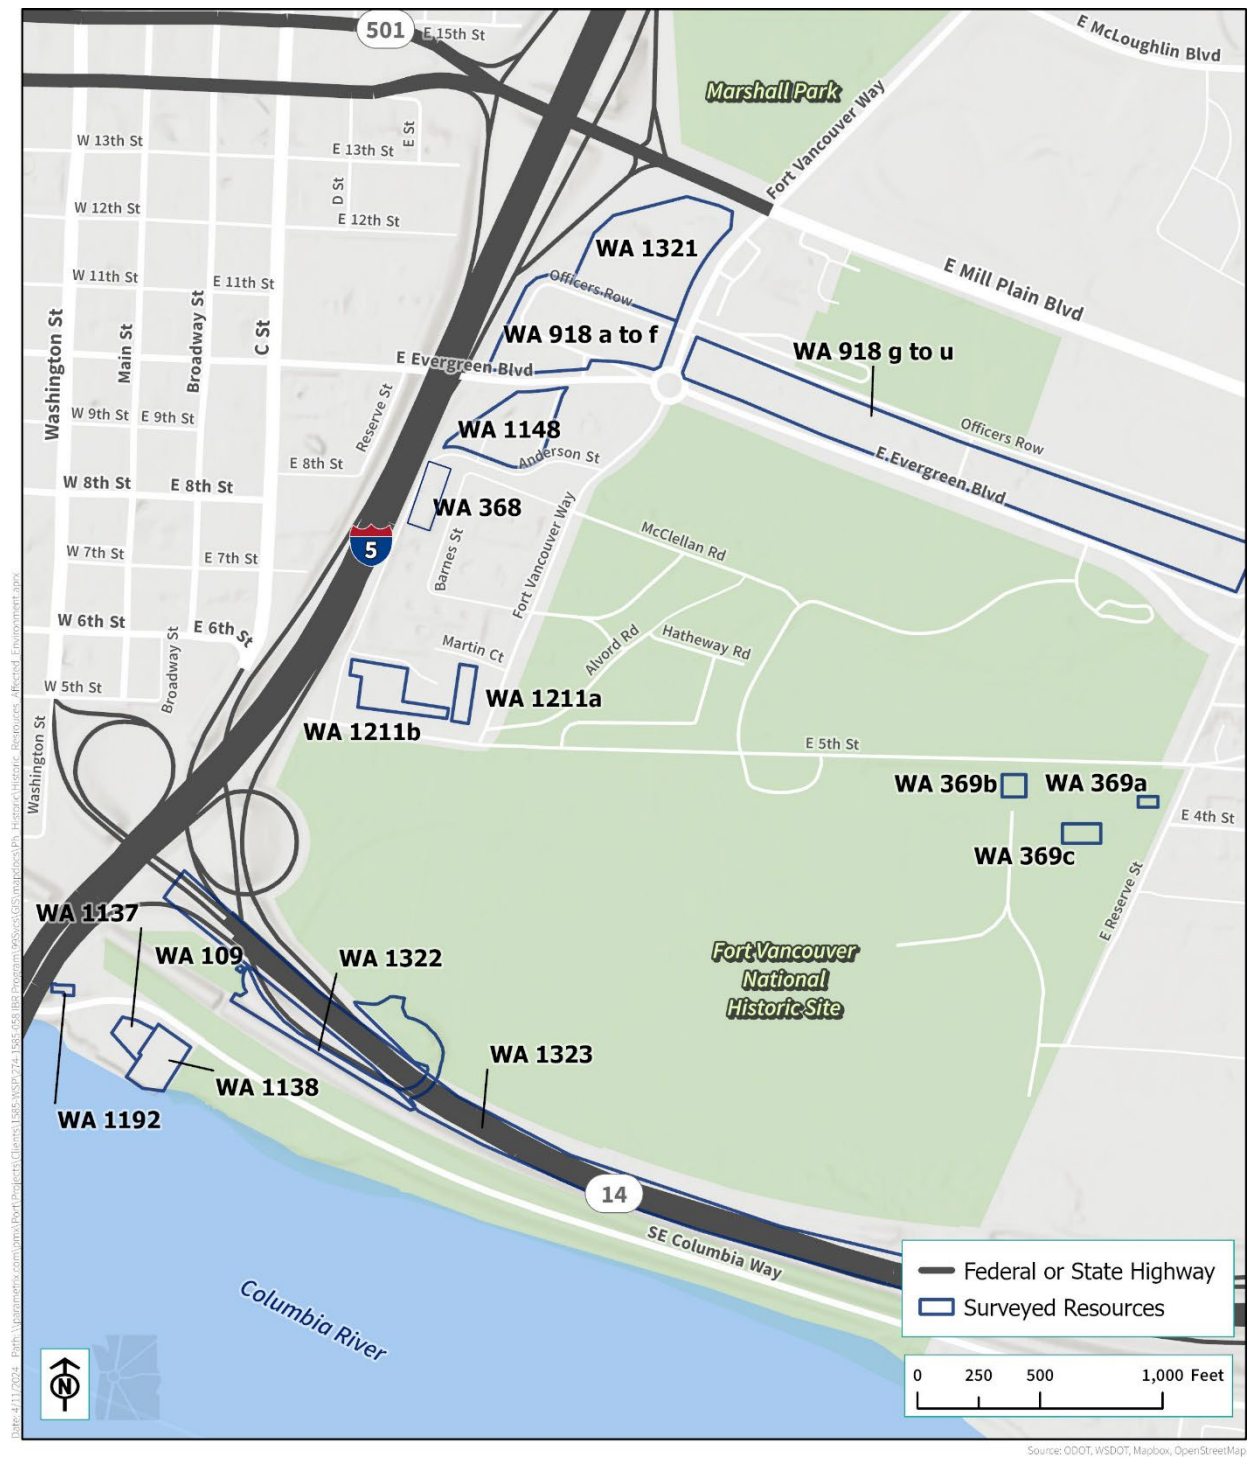 501
E 15th St
E McLoughlin Blvd
Marshall Park
Fort Vancouver Way
W 13th St
E 13th St
E St
D St
W 12th St
E 12th St
WA 1321
W 11th St
E 11th St
Officers Row
E Mill Plain Blvd
Washington St
Main St
Broadway St
C St
WA 918 a to f
WA 918 g to u
E Evergreen Blvd
Reserve St
W 9th St
E 9th St
WA 1148
Anderson St
Officers Row
E Evergreen Blvd
E 8th St
W 8th St
E 8th St
WA 368
5
Barnes St
Fort Vancouver Way
McClellan Rd
W 7th St
E 7th St
W 6th St
E 6th St
Broadway St
Martin Ct
Alvord Rd
Hatheway Rd
W 5th St
WA 1211a
WA 1211b
E 5th St
Washington St
WA 369b
WA 369a
E 4th St
WA 369c
E Reserve St
WA 1137
WA 109
WA 1322
Fort Vancouver
National
Historic Site
WA 1323
WA 1138
WA 1192
14
SE Columbia Way
Columbia River
Federal or State Highway
Surveyed Resources
N
0 250 500 1,000 Feet
Date: 4/11/2024
Source: ODOT, WSDOT, Mapbox, OpenStreetMap